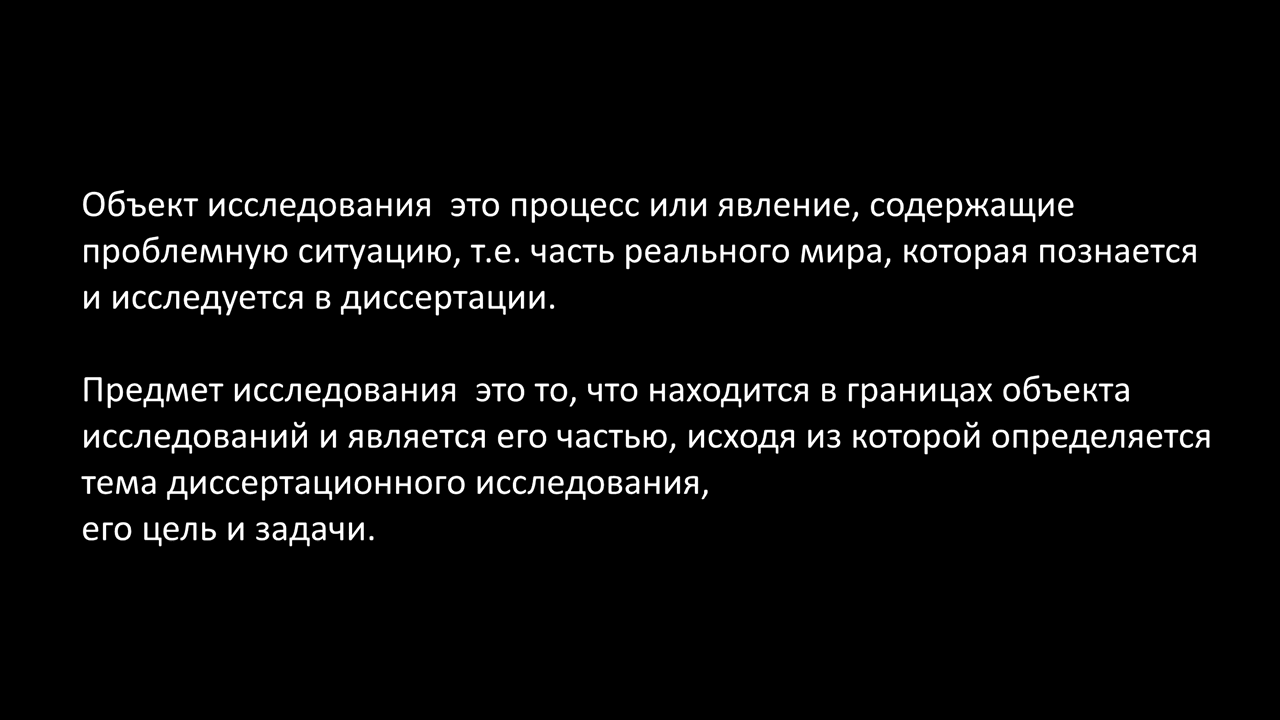 Объект исследования  это процесс или явление, содержащие
проблемную ситуацию, т.е. часть реального мира, которая познается
и исследуется в диссертации.
Предмет исследования  это то, что находится в границах объекта
исследований и является его частью, исходя из которой определяется
тема диссертационного исследования,
его цель и задачи.